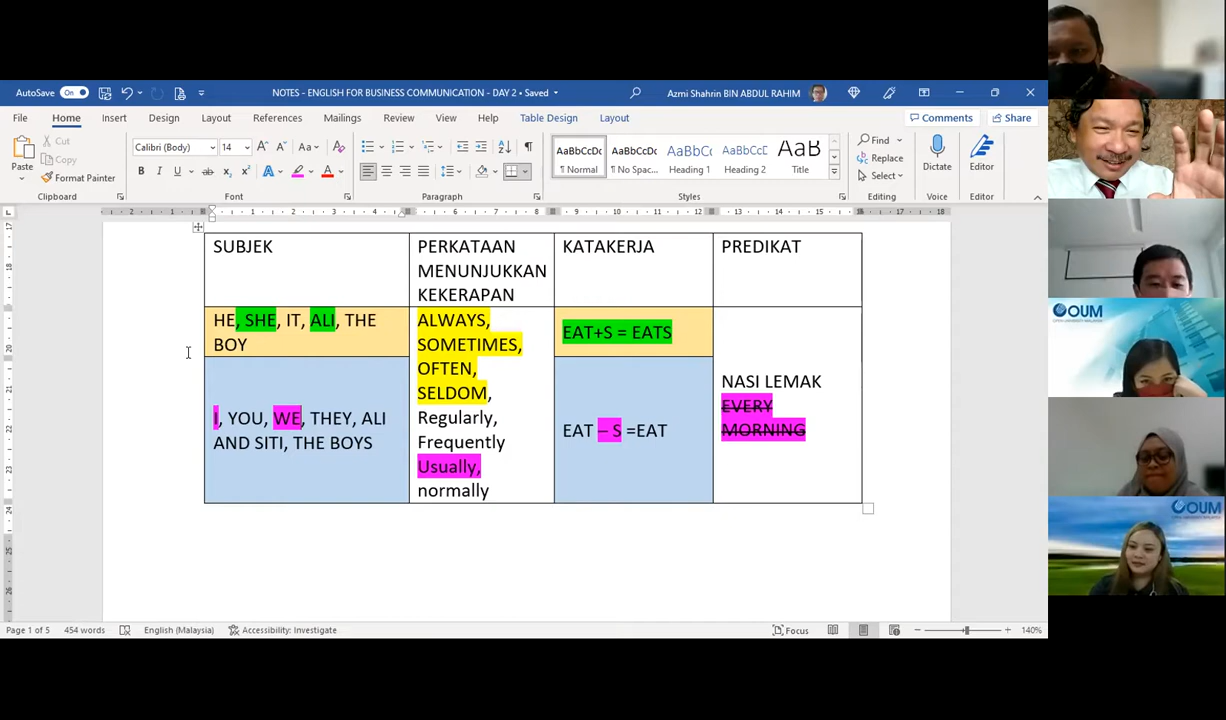 AutoSave On
NOTES - ENGLISH FOR BUSINESS COMMUNICATION - DAY 2 • Saved
Azmi Shahrin BIN ABDUL RAHIM
File Home Insert Design Layout References Mailings Review View Help Table Design Layout
Comments Share
Paste
Cut
Copy
Format Painter
Calibri (Body) 14
AaBbCcDc AaBbCcDc AaBbCc AaBbCcD AaB
¶ Normal ¶ No Spac... Heading 1 Heading 2 Title
Find
Replace
Select
Dictate
Editor
Clipboard Font Paragraph Styles Editing Voice Editor
SUBJEK
PERKATAAN
MENUNJUKKAN
KEKERAPAN
KATAKERJA
PREDIKAT
HE, SHE, IT, ALI, THE
BOY
ALWAYS,
SOMETIMES,
OFTEN,
SELDOM,
Regularly,
Frequently
Usually,
normally
EAT+S = EATS
NASI LEMAK
EVERY
MORNING
I, YOU, WE, THEY, ALI
AND SITI, THE BOYS
EAT – S =EAT
Page 1 of 5 454 words English (Malaysia) Accessibility: Investigate
Focus
140%
OUM
OPEN UNIVERSITY MALAYSIA
OUM